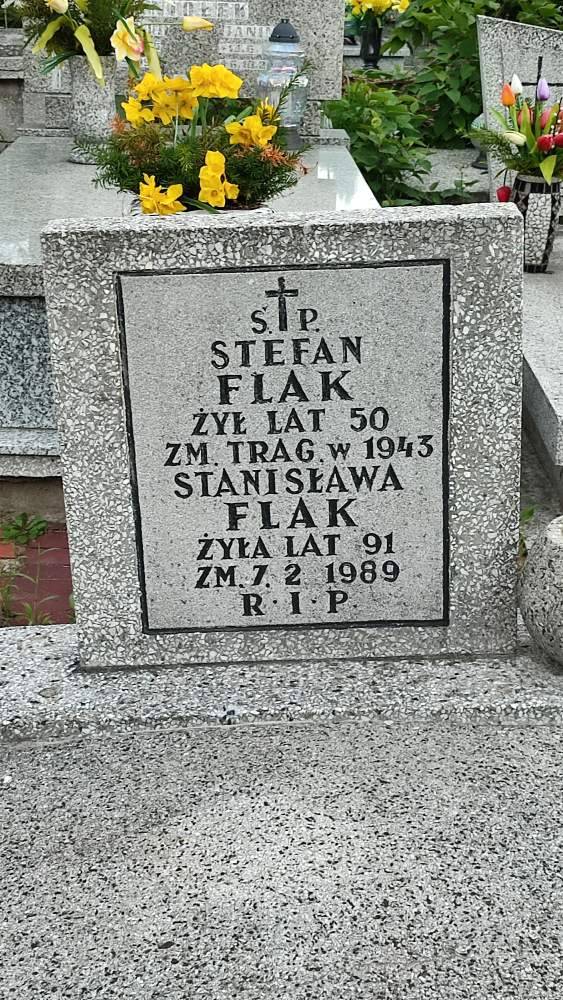 Ś. P.
STEFAN
FLAK
ŻYŁ LAT 50
ZM. TRAG. W 1943
STANISŁAWA
FLAK
ŻYŁA LAT 91
ZM. 7. 2 1989
R · I · P.